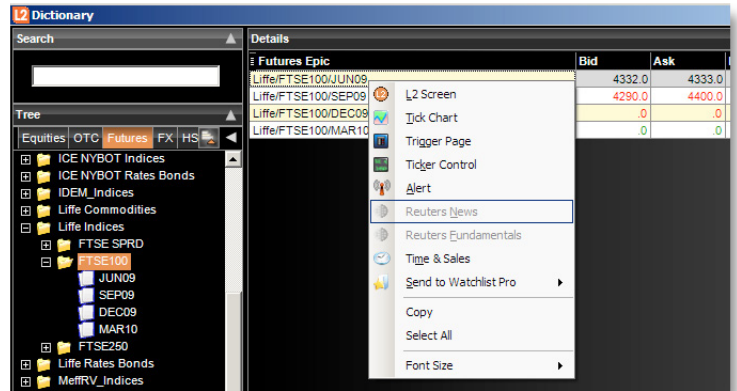 L2 Dictionary
Search
Tree
Equities OTC Futures FX HS
ICE NYBOT Indices
ICE NYBOT Rates Bonds
IDEM_Indices
Liffe Commodities
Liffe Indices
FTSE SPRD
FTSE100
JUN09
SEP09
DEC09
MAR10
FTSE250
Liffe Rates Bonds
MeffRV_Indices
Details
Futures Epic Bid Ask
Liffe/FTSE100/JUN09 4332.0 4333.0
Liffe/FTSE100/SEP09 4290.0 4400.0
Liffe/FTSE100/DEC09 .0 .0
Liffe/FTSE100/MAR10 .0 .0
L2 Screen
Tick Chart
Trigger Page
Ticker Control
Alert
Reuters News
Reuters Fundamentals
Time & Sales
Send to Watchlist Pro
Copy
Select All
Font Size